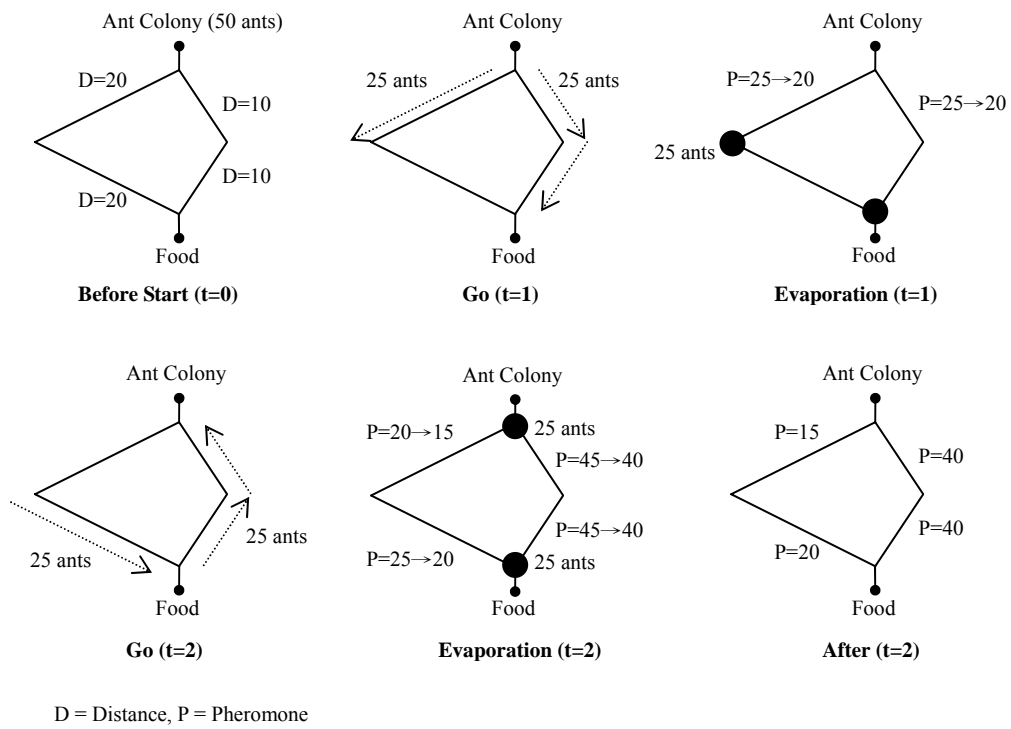 Ant Colony (50 ants)
D=20
D=10
D=10
D=20
Food
Before Start (t=0)
Ant Colony
25 ants
25 ants
Food
Go (t=1)
Ant Colony
P=25→20
P=25→20
25 ants
Food
Evaporation (t=1)
Ant Colony
25 ants
25 ants
Food
Go (t=2)
Ant Colony
P=20→15
25 ants
P=45→40
P=45→40
P=25→20
25 ants
Food
Evaporation (t=2)
Ant Colony
P=15
P=40
P=40
P=20
Food
After (t=2)
D = Distance, P = Pheromone